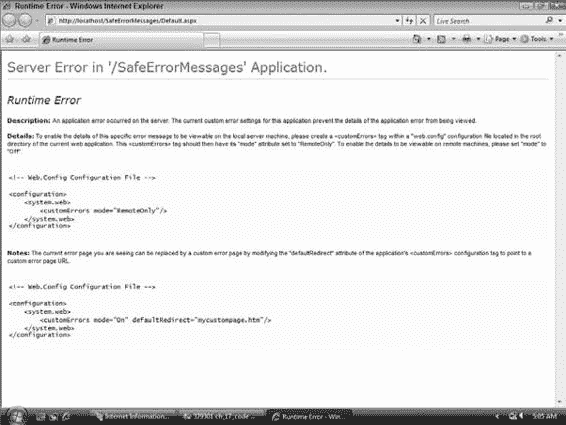 Runtime Error - Windows Internet Explorer
http://localhost/SafeErrorMessages/Default.aspx
Live Search
Runtime Error
Page
Tools
Server Error in '/SafeErrorMessages' Application.
Runtime Error
Description: An application error occurred on the server. The current custom error settings for this application prevent the details of the application error from being viewed.
Details: To enable the details of this specific error message to be viewable on the local server machine, please create a <customErrors> tag within a "web.config" configuration file located in the root
directory of the current web application. This <customErrors> tag should then have its "mode" attribute set to "RemoteOnly". To enable the details to be viewable on remote machines, please set "mode" to
"Off".
<!-- Web.Config Configuration File -->
<configuration>
<system.web>
<customErrors mode="RemoteOnly"/>
</system.web>
</configuration>
Notes: The current error page you are seeing can be replaced by a custom error page by modifying the "defaultRedirect" attribute of the application's <customErrors> configuration tag to point to a
custom error page URL.
<!-- Web.Config Configuration File -->
<configuration>
<system.web>
<customErrors mode="On" defaultRedirect="mycustompage.htm"/>
</system.web>
</configuration>
Internet Information...
329301 ch_17_code ...
Runtime Error - Win...
5:05 AM